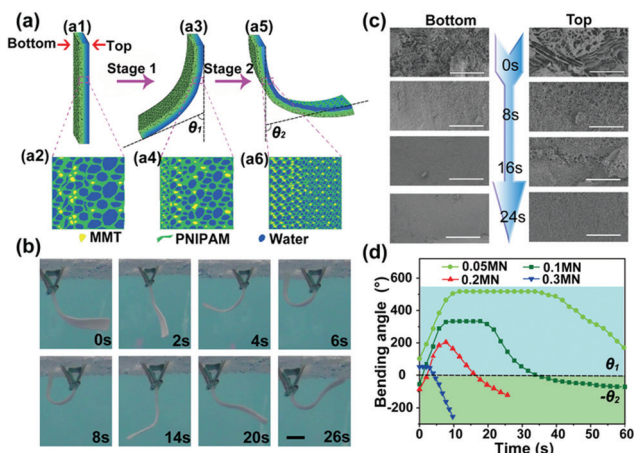 (a)
(a1)
(a3)
(a5)
Bottom
Top
Stage 1
Stage 2
θ1
θ2
(a2)
(a4)
(a6)
MMT
PNIPAM
Water
(b)
0s
2s
4s
6s
8s
14s
20s
26s
(c)
Bottom
Top
0s
8s
16s
24s
(d)
0.05MN
0.1MN
0.2MN
0.3MN
Bending angle (°)
600
400
200
0
-200
θ1
-θ2
0
10
20
30
40
50
60
Time (s)